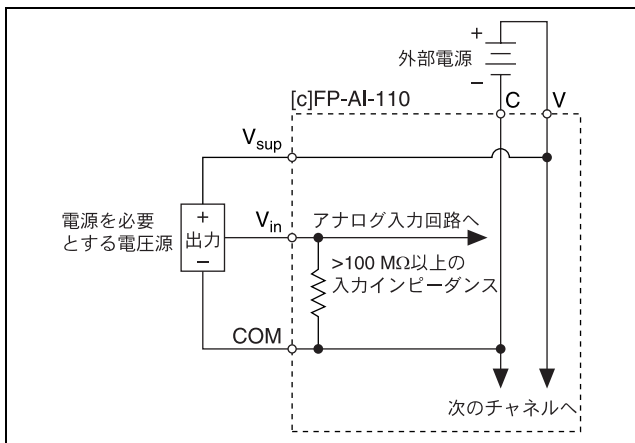 +
外部電源
−
[c]FP-AI-110
C
V
Vsup
電源を必要
とする電圧源
+
出力
−
Vin
アナログ入力回路へ
>100 MΩ以上の
入力インピーダンス
COM
次のチャネルへ